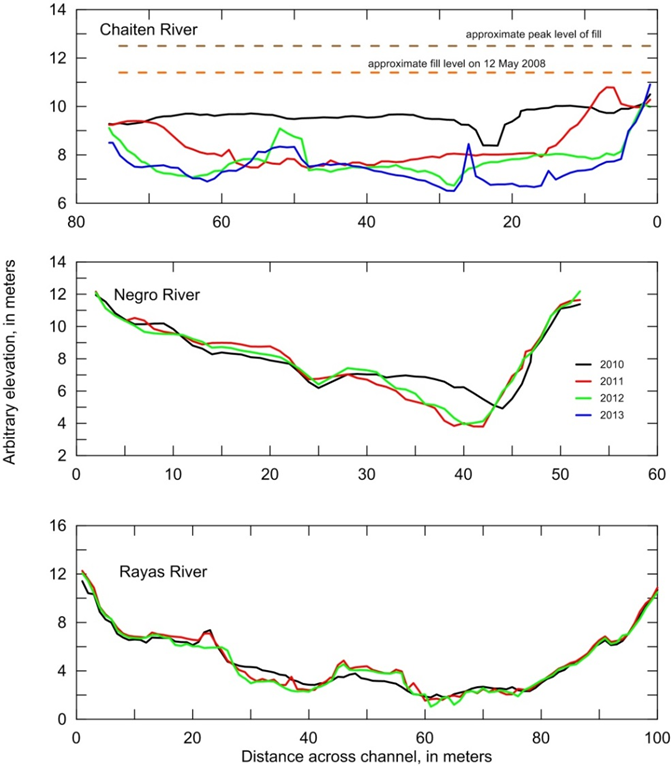 14
Chaiten River
approximate peak level of fill
12
approximate fill level on 12 May 2008
10
8
6
80 60 40 20 0
14
Negro River
12
10
8
6
4
2
2010
2011
2012
2013
0 10 20 30 40 50 60
Arbitrary elevation, in meters
16
12
Rayas River
8
4
0
0 20 40 60 80 100
Distance across channel, in meters